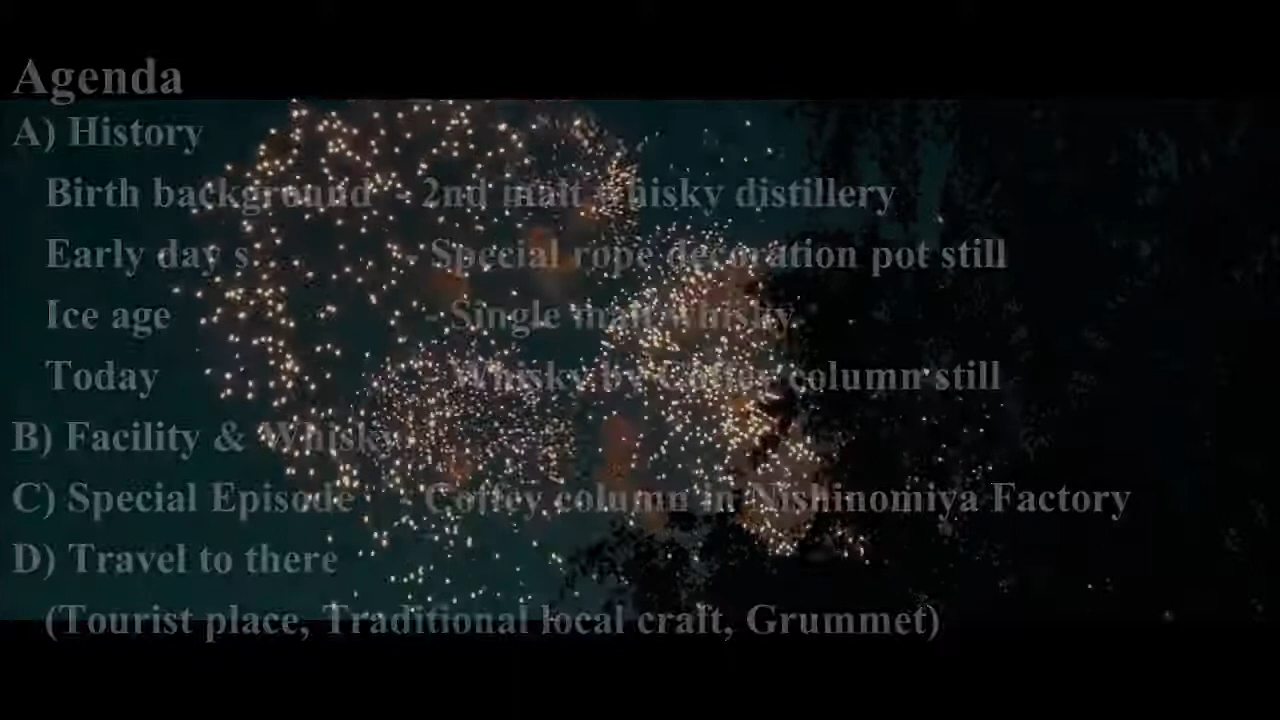 Agenda
A) History
Birth background - 2nd malt whisky distillery
Early day s - Special rope decoration pot still
Ice age - Single malt whisky
Today - Whisky by Coffey column still
B) Facility & Whisky
C) Special Episode - Coffey column in Nishinomiya Factory
D) Travel to there
(Tourist place, Traditional local craft, Grummet)